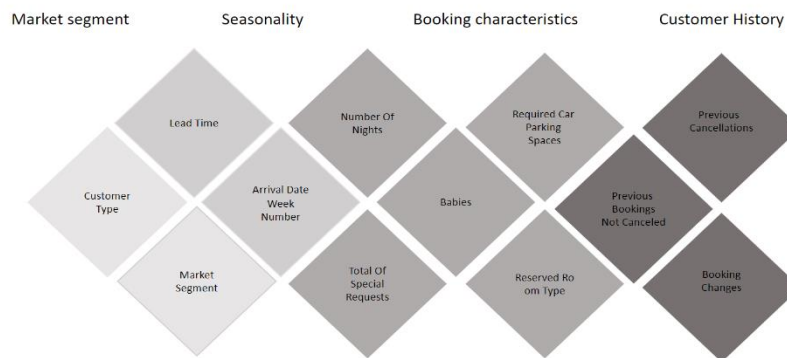 Market segment
Seasonality
Booking characteristics
Customer History
Lead Time
Number Of
Nights
Required Car
Parking
Spaces
Previous
Cancellations
Customer
Type
Arrival Date
Week
Number
Babies
Previous
Bookings
Not Canceled
Market
Segment
Total Of
Special
Requests
Reserved Ro
om Type
Booking
Changes